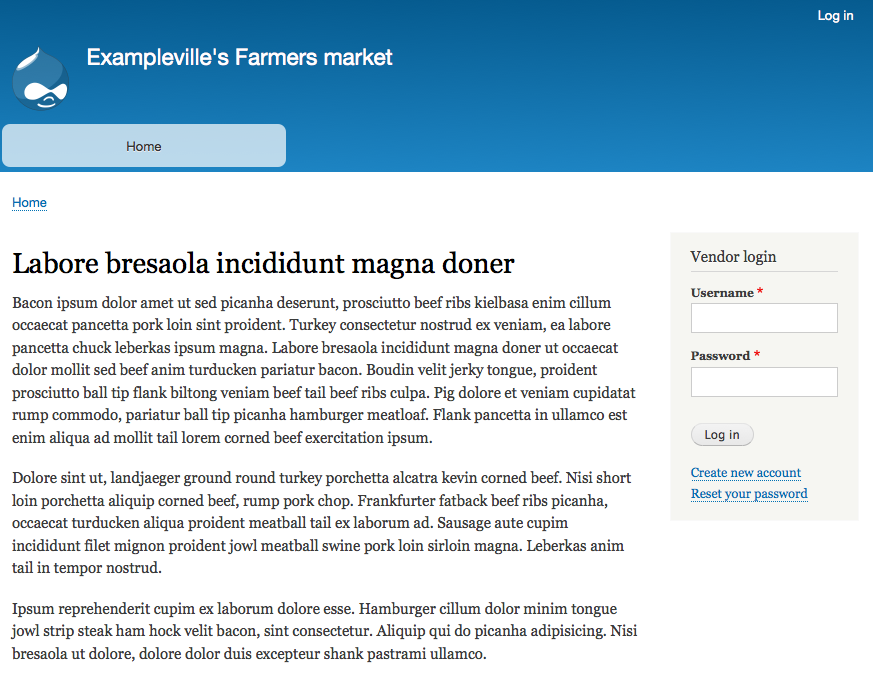 Log in
Exampleville's Farmers market
Home
Home
Labore bresaola incididunt magna doner
Bacon ipsum dolor amet ut sed picanha deserunt, prosciutto beef ribs kielbasa enim cillum
occaecat pancetta pork loin sint proident. Turkey consectetur nostrud ex veniam, ea labore
pancetta chuck leberkas ipsum magna. Labore bresaola incididunt magna doner ut occaecat
dolor mollit sed beef anim turducken pariatur bacon. Boudin velit jerky tongue, proident
prosciutto ball tip flank biltong veniam beef tail beef ribs culpa. Pig dolore et veniam cupidatat
rump commodo, pariatur ball tip picanha hamburger meatloaf. Flank pancetta in ullamco est
enim aliqua ad mollit tail lorem corned beef exercitation ipsum.
Dolore sint ut, landjaeger ground round turkey porchetta alcatra kevin corned beef. Nisi short
loin porchetta aliquip corned beef, rump pork chop. Frankfurter fatback beef ribs picanha,
occaecat turducken aliqua proident meatball tail ex laborum ad. Sausage aute cupim
incididunt filet mignon proident jowl meatball swine pork loin sirloin magna. Leberkas anim
tail in tempor nostrud.
Ipsum reprehenderit cupim ex laborum dolore esse. Hamburger cillum dolor minim tongue
jowl strip steak ham hock velit bacon, sint consectetur. Aliquip qui do picanha adipisicing. Nisi
bresaola ut dolore, dolore dolor duis excepteur shank pastrami ullamco.
Vendor login
Username *
Password *
Log in
Create new account
Reset your password